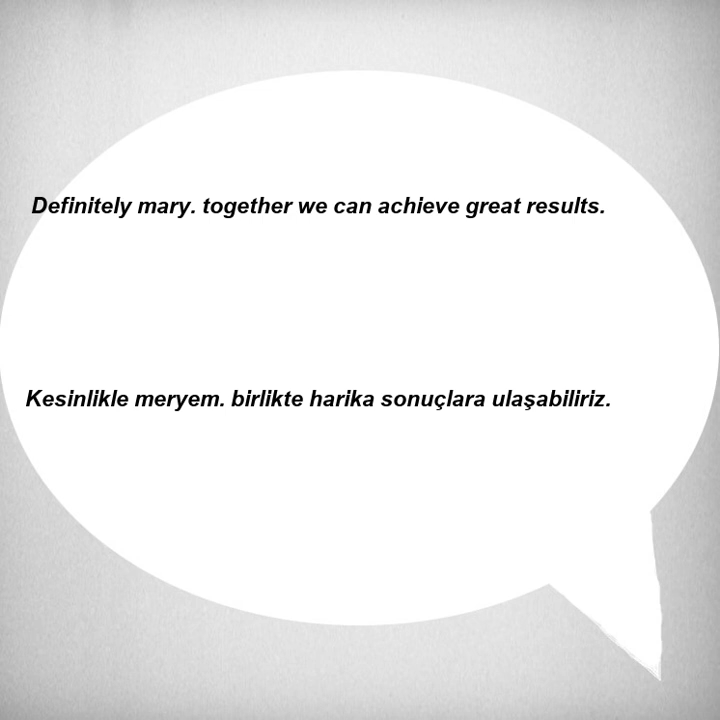 Definitely mary. together we can achieve great results.
Kesinlikle meryem. birlikte harika sonuçlara ulaşabiliriz.